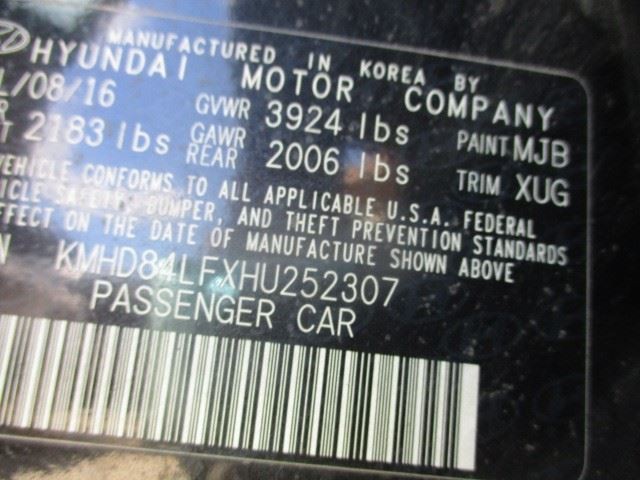 MANUFACTURED IN KOREA BY
HYUNDAI MOTOR COMPANY
/08/16 GVWR 3924 lbs PAINT MJB
2183 lbs GAWR REAR 2006 lbs TRIM XUG
VEHICLE CONFORMS TO ALL APPLICABLE U.S.A. FEDERAL
ICLE SAFETY, BUMPER, AND THEFT PREVENTION STANDARDS
EFFECT ON THE DATE OF MANUFACTURE SHOWN ABOVE
N KMHD84LFXHU252307
PASSENGER CAR